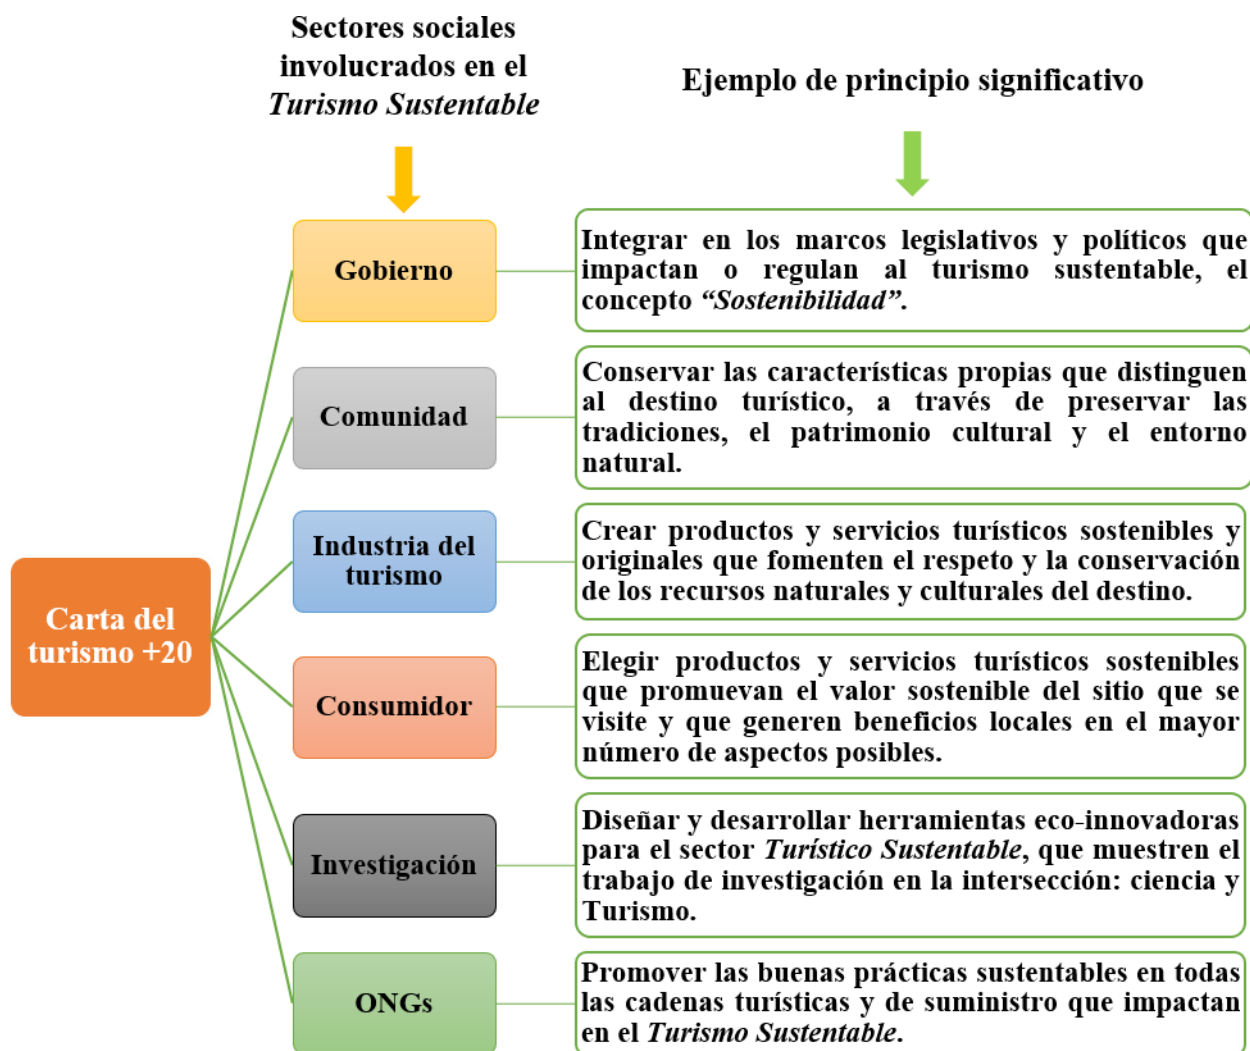 Sectores sociales
involucrados en el
Turismo Sustentable
Ejemplo de principio significativo
Carta del
turismo +20
Gobierno
Integrar en los marcos legislativos y políticos que
impactan o regulan al turismo sustentable, el
concepto “Sostenibilidad”.
Comunidad
Conservar las características propias que distinguen
al destino turístico, a través de preservar las
tradiciones, el patrimonio cultural y el entorno
natural.
Industria del
turismo
Crear productos y servicios turísticos sostenibles y
originales que fomenten el respeto y la conservación
de los recursos naturales y culturales del destino.
Consumidor
Elegir productos y servicios turísticos sostenibles
que promuevan el valor sostenible del sitio que se
visite y que generen beneficios locales en el mayor
número de aspectos posibles.
Investigación
Diseñar y desarrollar herramientas eco-innovadoras
para el sector Turístico Sustentable, que muestren el
trabajo de investigación en la intersección: ciencia y
Turismo.
ONGs
Promover las buenas prácticas sustentables en todas
las cadenas turísticas y de suministro que impactan
en el Turismo Sustentable.